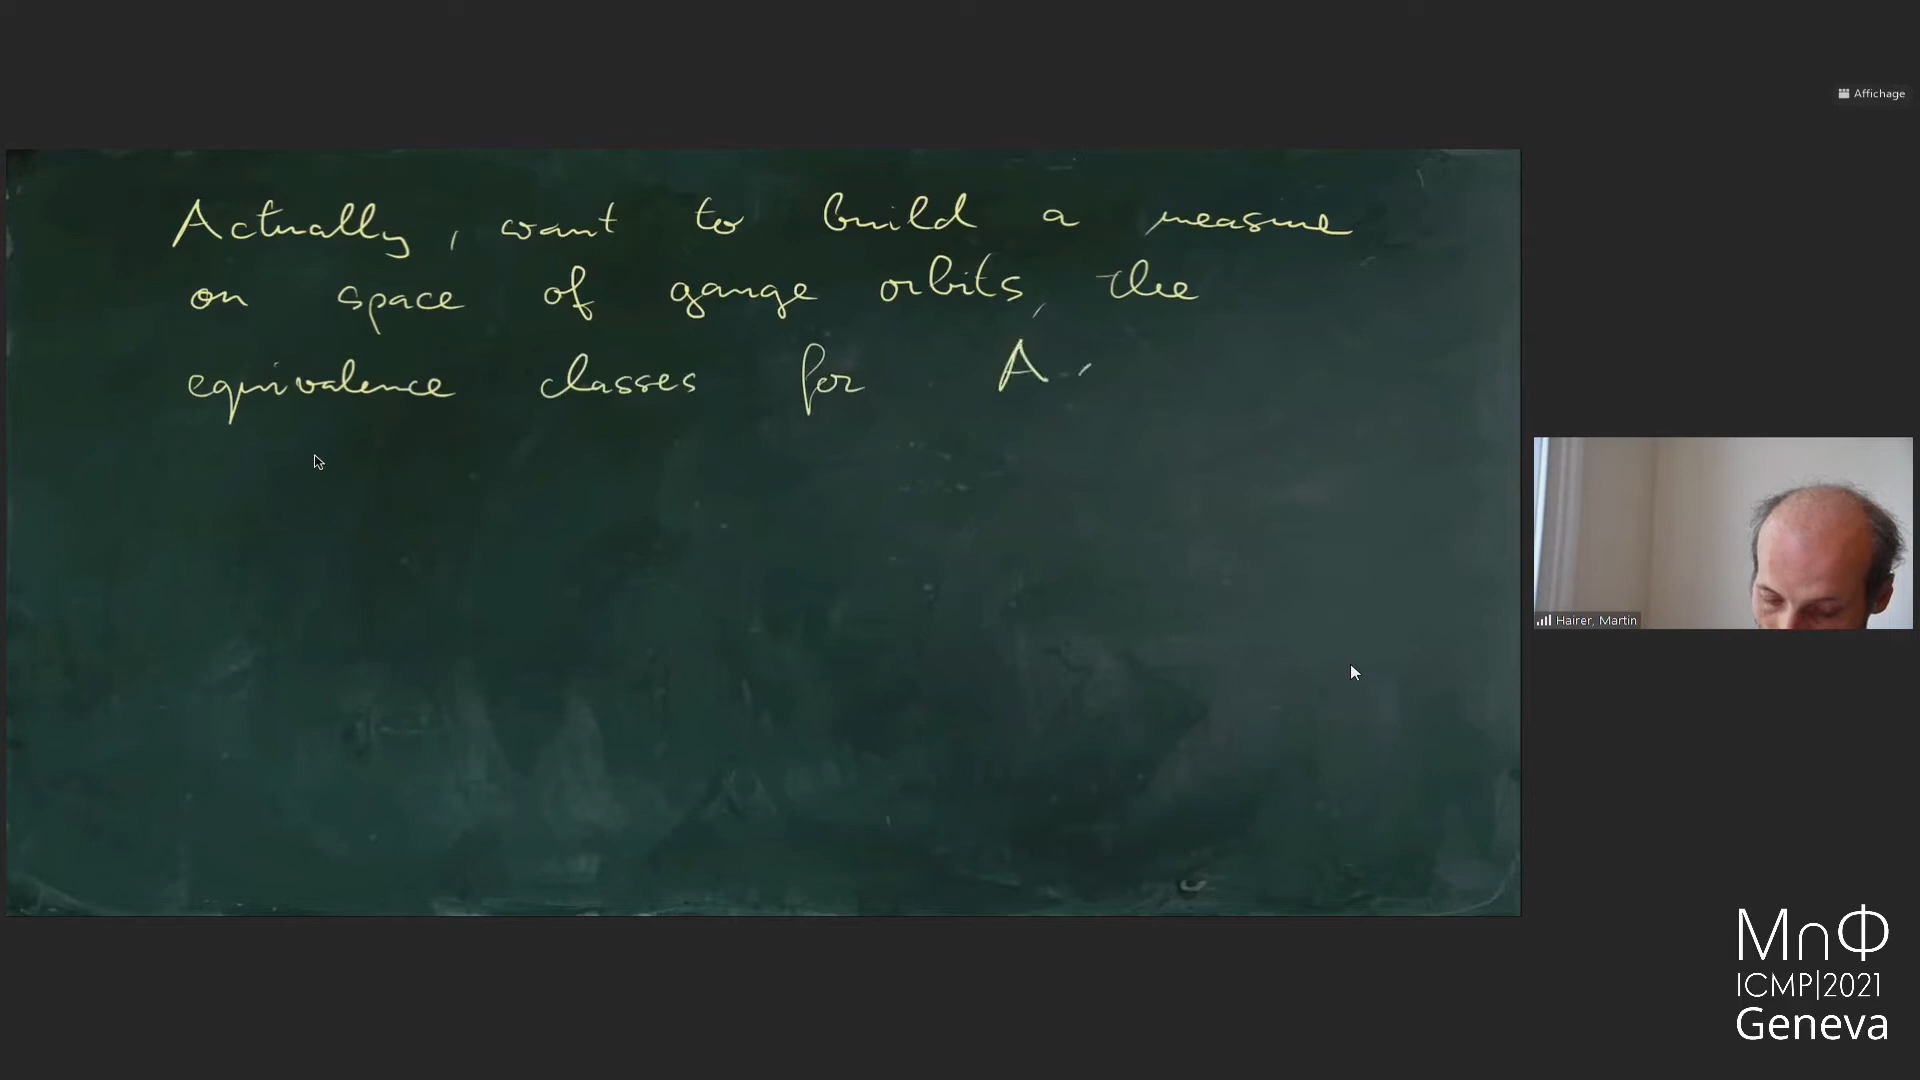 Affichage
Actually, want to build a measure
on space of gauge orbits, the
equivalence classes for A.
Hairer, Martin
M∩Φ
ICMP|2021
Geneva